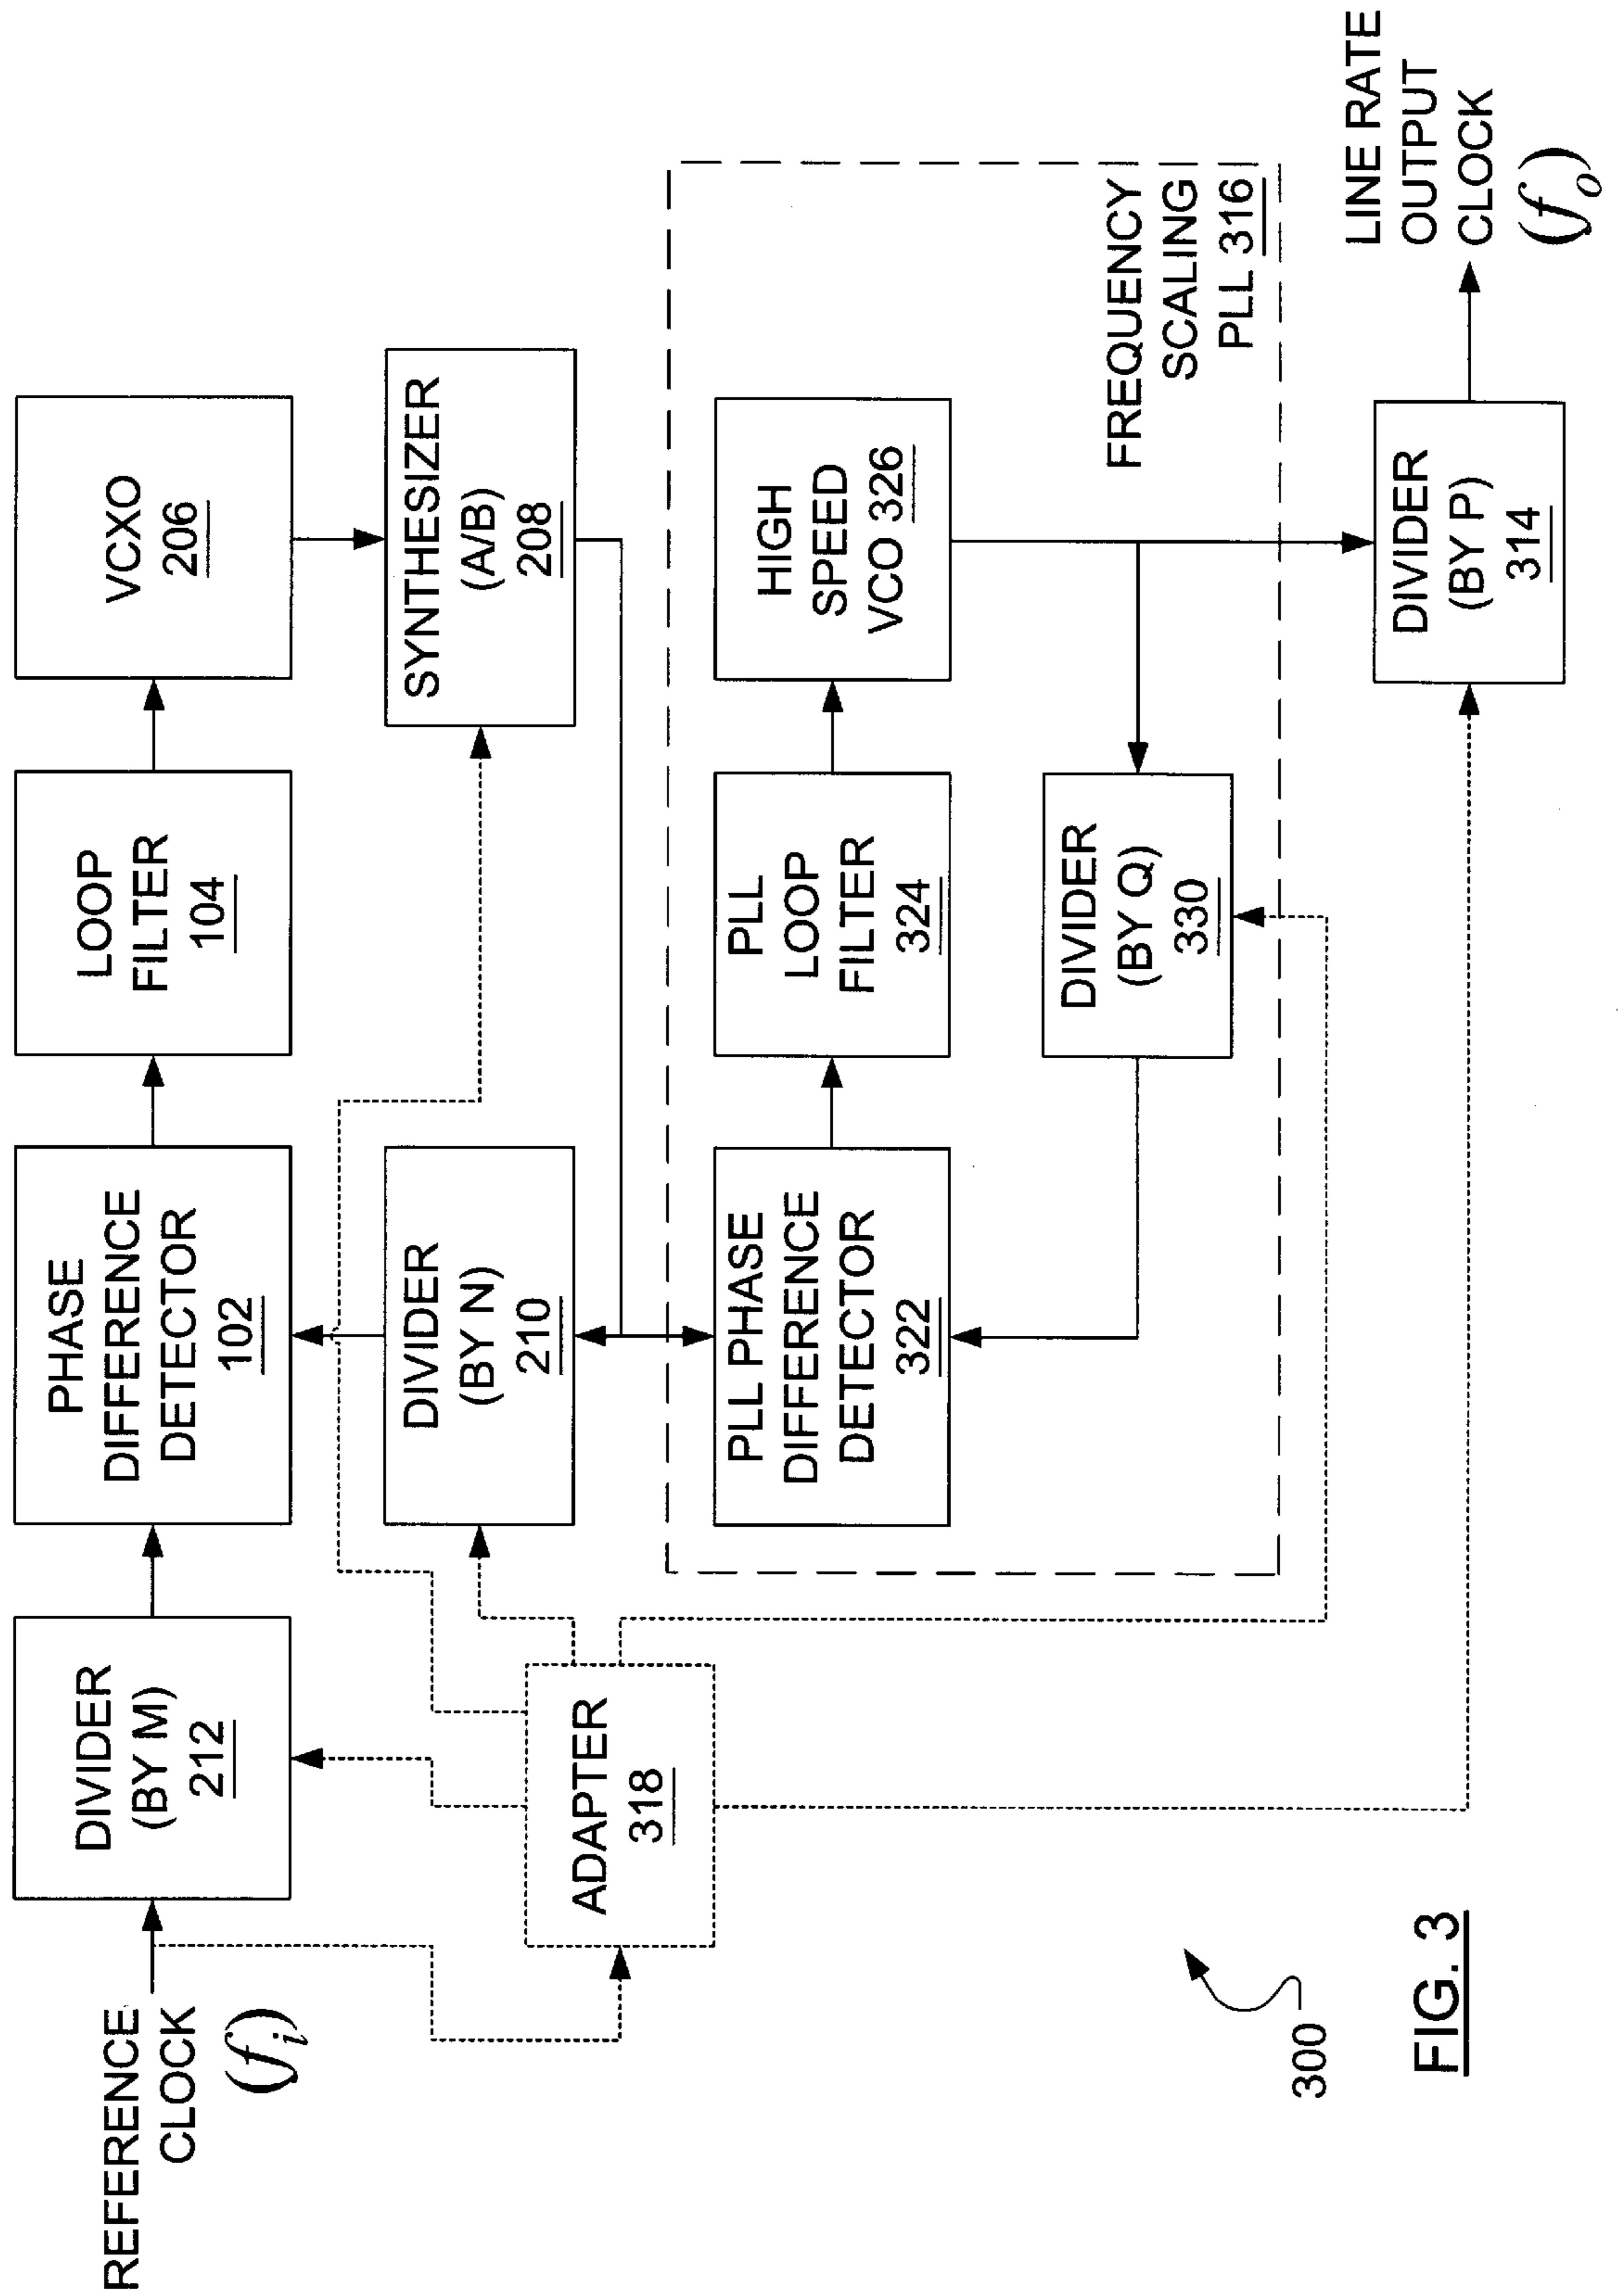 REFERENCE
CLOCK
(fi)
DIVIDER
(BY M)
212
PHASE
DIFFERENCE
DETECTOR
102
LOOP
FILTER
104
VCXO
206
ADAPTER
318
DIVIDER
(BY N)
210
SYNTHESIZER
(A/B)
208
PLL PHASE
DIFFERENCE
DETECTOR
322
PLL
LOOP
FILTER
324
HIGH
SPEED
VCO 326
DIVIDER
(BY Q)
330
FREQUENCY
SCALING
PLL 316
DIVIDER
(BY P)
314
LINE RATE
OUTPUT
CLOCK
(fo)
300
FIG. 3